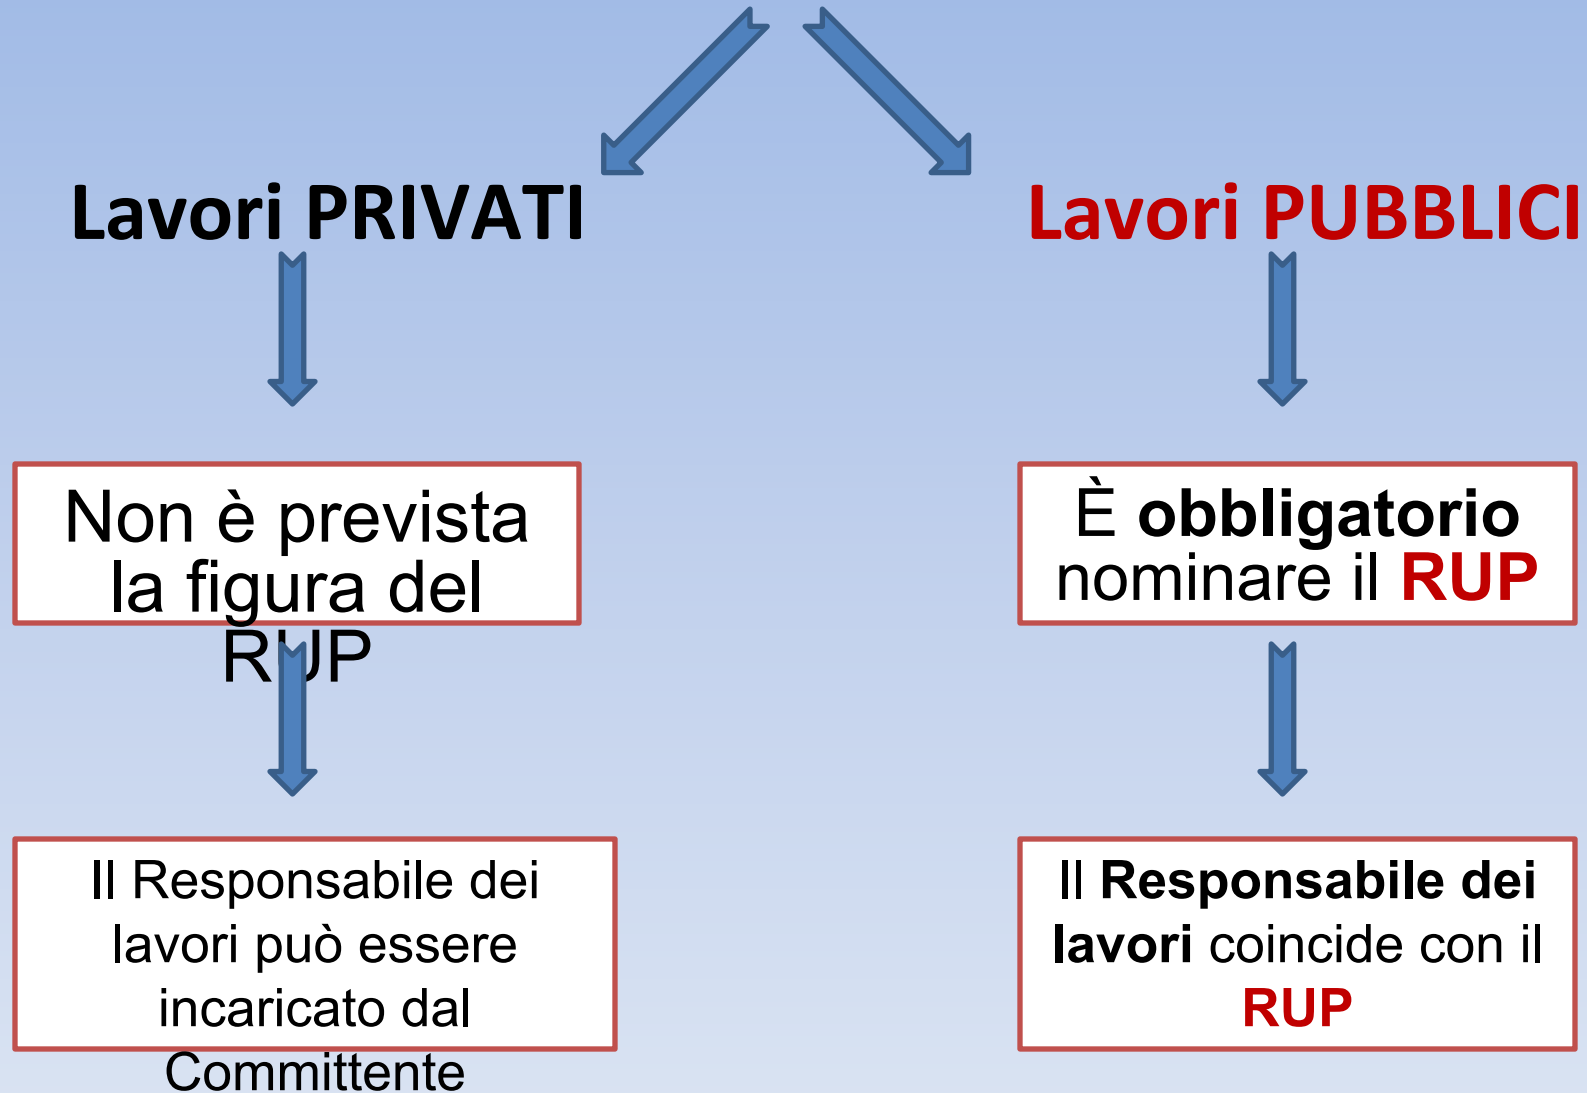 Lavori PRIVATI
Non è prevista
la figura del
RUP
Il Responsabile dei
lavori può essere
incaricato dal
Committente
Lavori PUBBLICI
È obbligatorio
nominare il RUP
Il Responsabile dei
lavori coincide con il
RUP